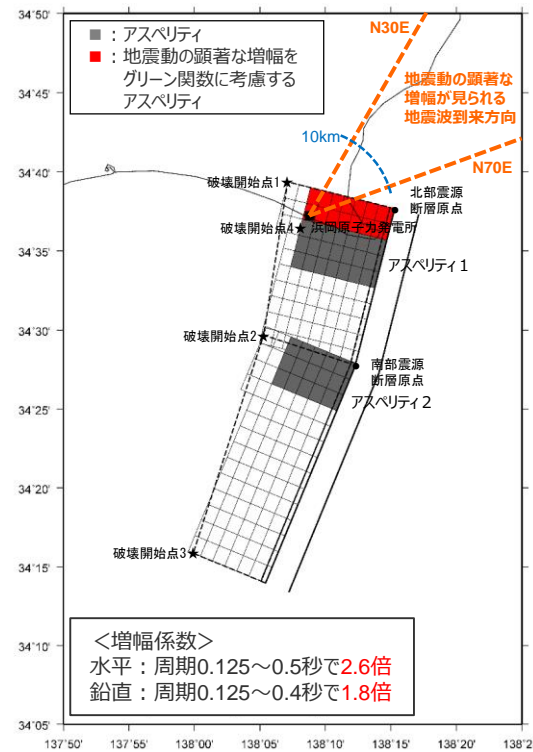 34˚50'
34˚45'
34˚40'
34˚35'
34˚30'
34˚25'
34˚20'
34˚15'
34˚10'
34˚05'
■：アスペリティ
■：地震動の顕著な増幅を
グリーン関数に考慮する
アスペリティ
N30E
地震動の顕著な
増幅が見られる
地震波到来方向
10km
N70E
破壊開始点1★
北部震源
断層原点
破壊開始点4★
浜岡原子力発電所
アスペリティ１
破壊開始点2★
南部震源
断層原点
アスペリティ２
破壊開始点3★
＜増幅係数＞
水平：周期0.125～0.5秒で2.6倍
鉛直：周期0.125～0.4秒で1.8倍
137˚50'
137˚55'
138˚00'
138˚05'
138˚10'
138˚15'
138˚20'
138˚2